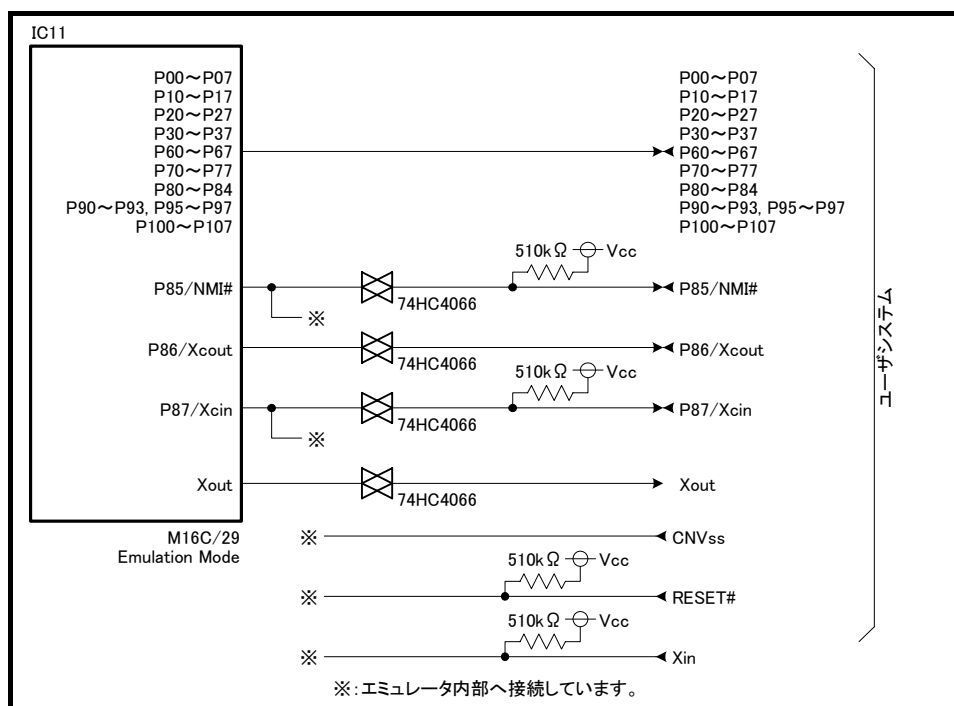 IC11
P00～P07
P10～P17
P20～P27
P30～P37
P60～P67
P70～P77
P80～P84
P90～P93, P95～P97
P100～P107
P00～P07
P10～P17
P20～P27
P30～P37
P60～P67
P70～P77
P80～P84
P90～P93, P95～P97
P100～P107
510kΩ Vcc
P85/NMI# 74HC4066 P85/NMI#
※
P86/Xcout 74HC4066 P86/Xcout
510kΩ Vcc
P87/Xcin 74HC4066 P87/Xcin
※
Xout 74HC4066 Xout
M16C/29
Emulation Mode
※ CNVss
510kΩ Vcc
※ RESET#
510kΩ Vcc
※ Xin
ユーザシステム
※：エミュレータ内部へ接続しています。